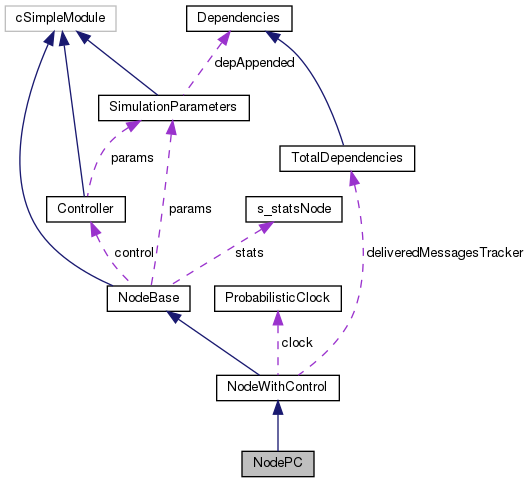 cSimpleModule
Dependencies
depAppended
SimulationParameters
params
TotalDependencies
Controller
params
s_statsNode
control
stats
deliveredMessagesTracker
NodeBase
ProbabilisticClock
clock
NodeWithControl
NodePC